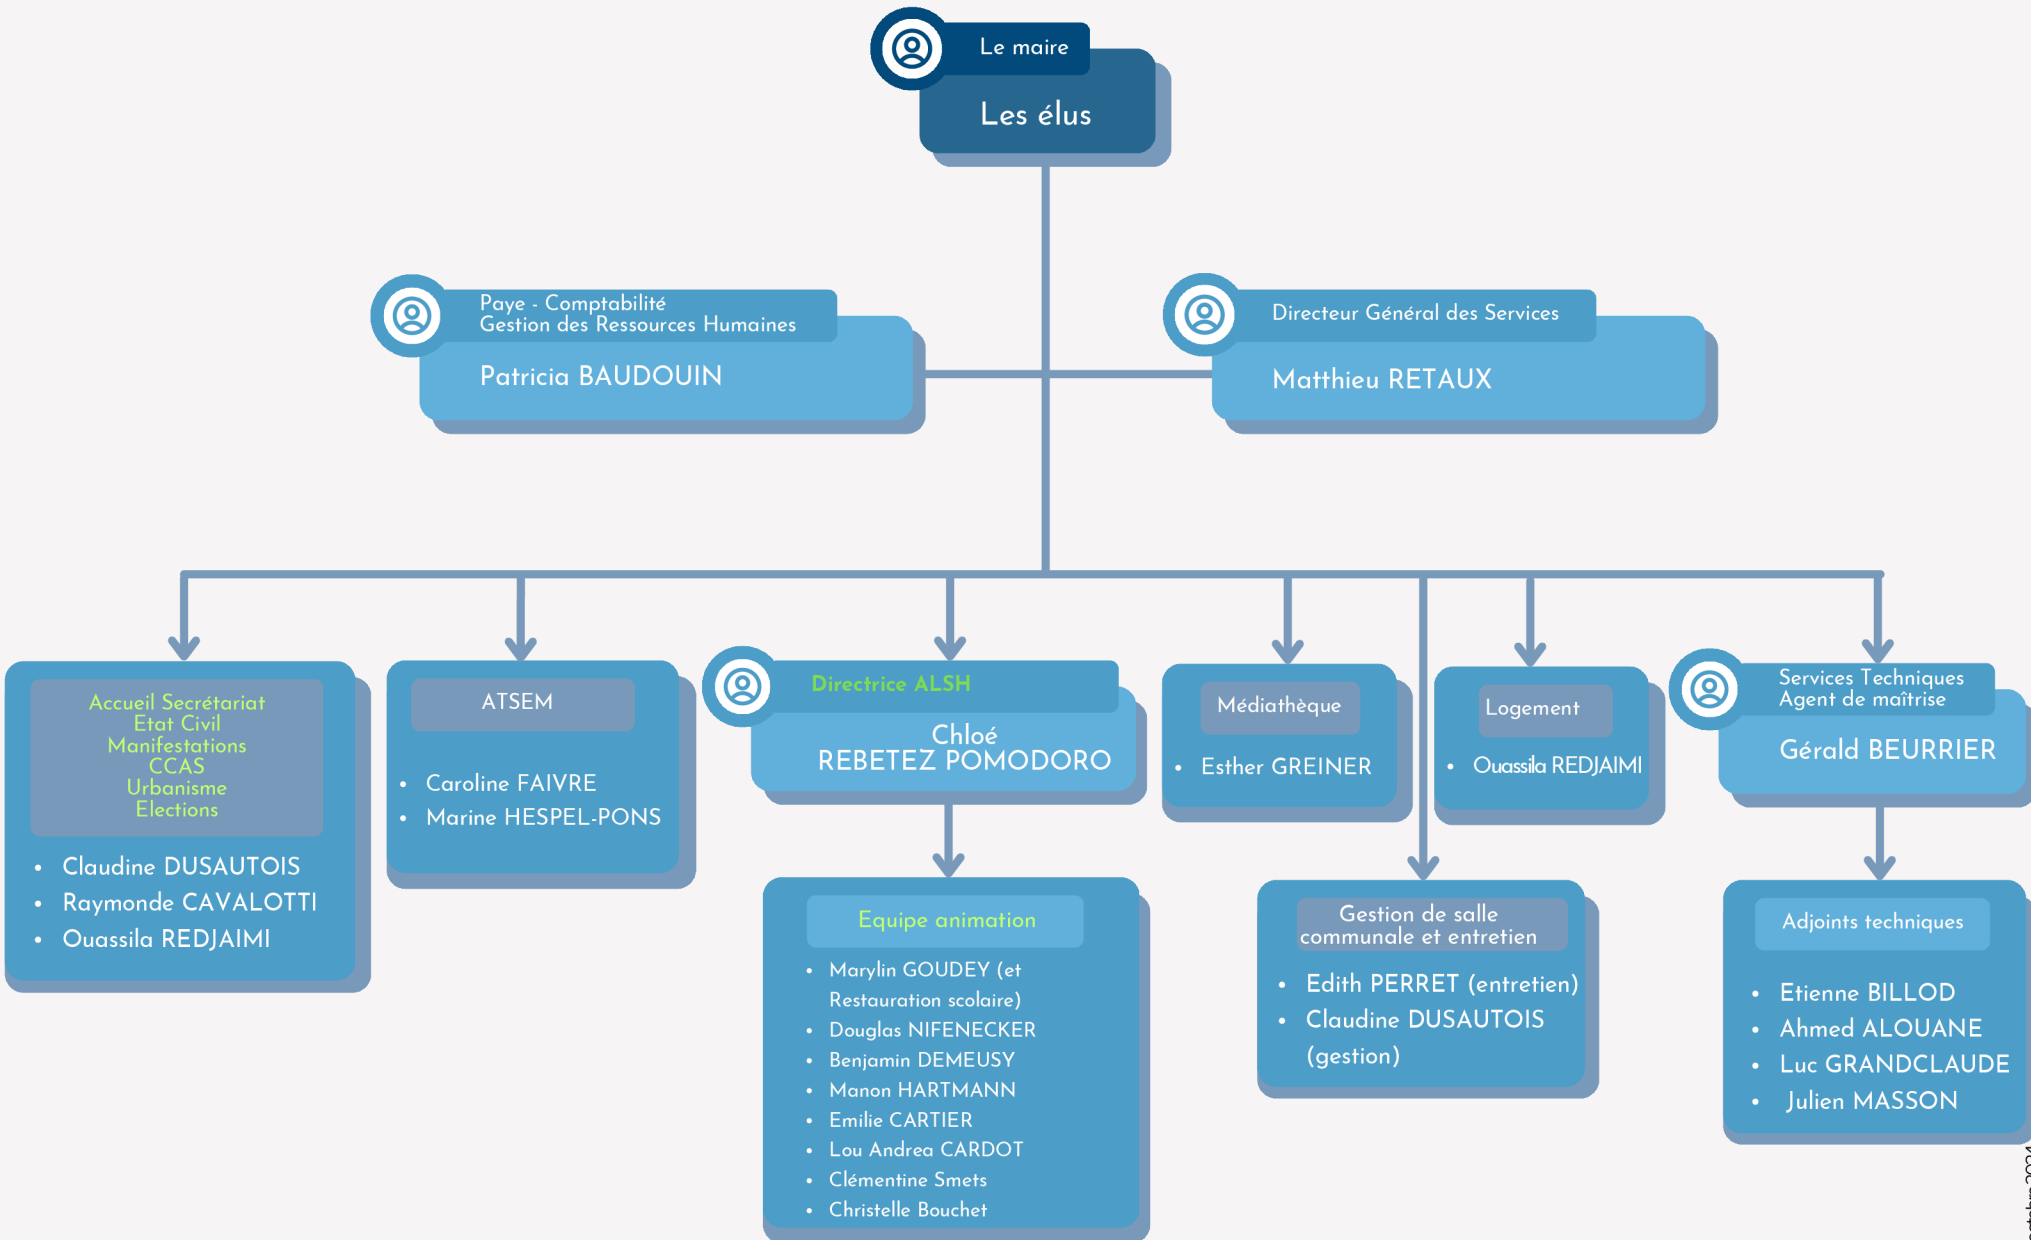 Le maire
Les élus
Paye - Comptabilité
Gestion des Ressources Humaines
Patricia BAUDOUIN
Directeur Général des Services
Matthieu RETAUX
Accueil Secrétariat
Etat Civil
Manifestations
CCAS
Urbanisme
Elections
• Claudine DUSAUTOIS
• Raymonde CAVALOTTI
• Ouassila REDJAIMI
ATSEM
• Caroline FAIVRE
• Marine HESPEL-PONS
Directrice ALSH
Chloé
REBETEZ POMODORO
Equipe animation
• Marylin GOUDEY (et
Restauration scolaire)
• Douglas NIFENECKER
• Benjamin DEMEUSY
• Manon HARTMANN
• Emilie CARTIER
• Lou Andrea CARDOT
• Clémentine Smets
• Christelle Bouchet
Médiathèque
• Esther GREINER
Gestion de salle
communale et entretien
• Edith PERRET (entretien)
• Claudine DUSAUTOIS
(gestion)
Logement
• Ouassila REDJAIMI
Services Techniques
Agent de maîtrise
Gérald BEURRIER
Adjoints techniques
• Etienne BILLOD
• Ahmed ALOUANE
• Luc GRANDCLAUDE
• Julien MASSON